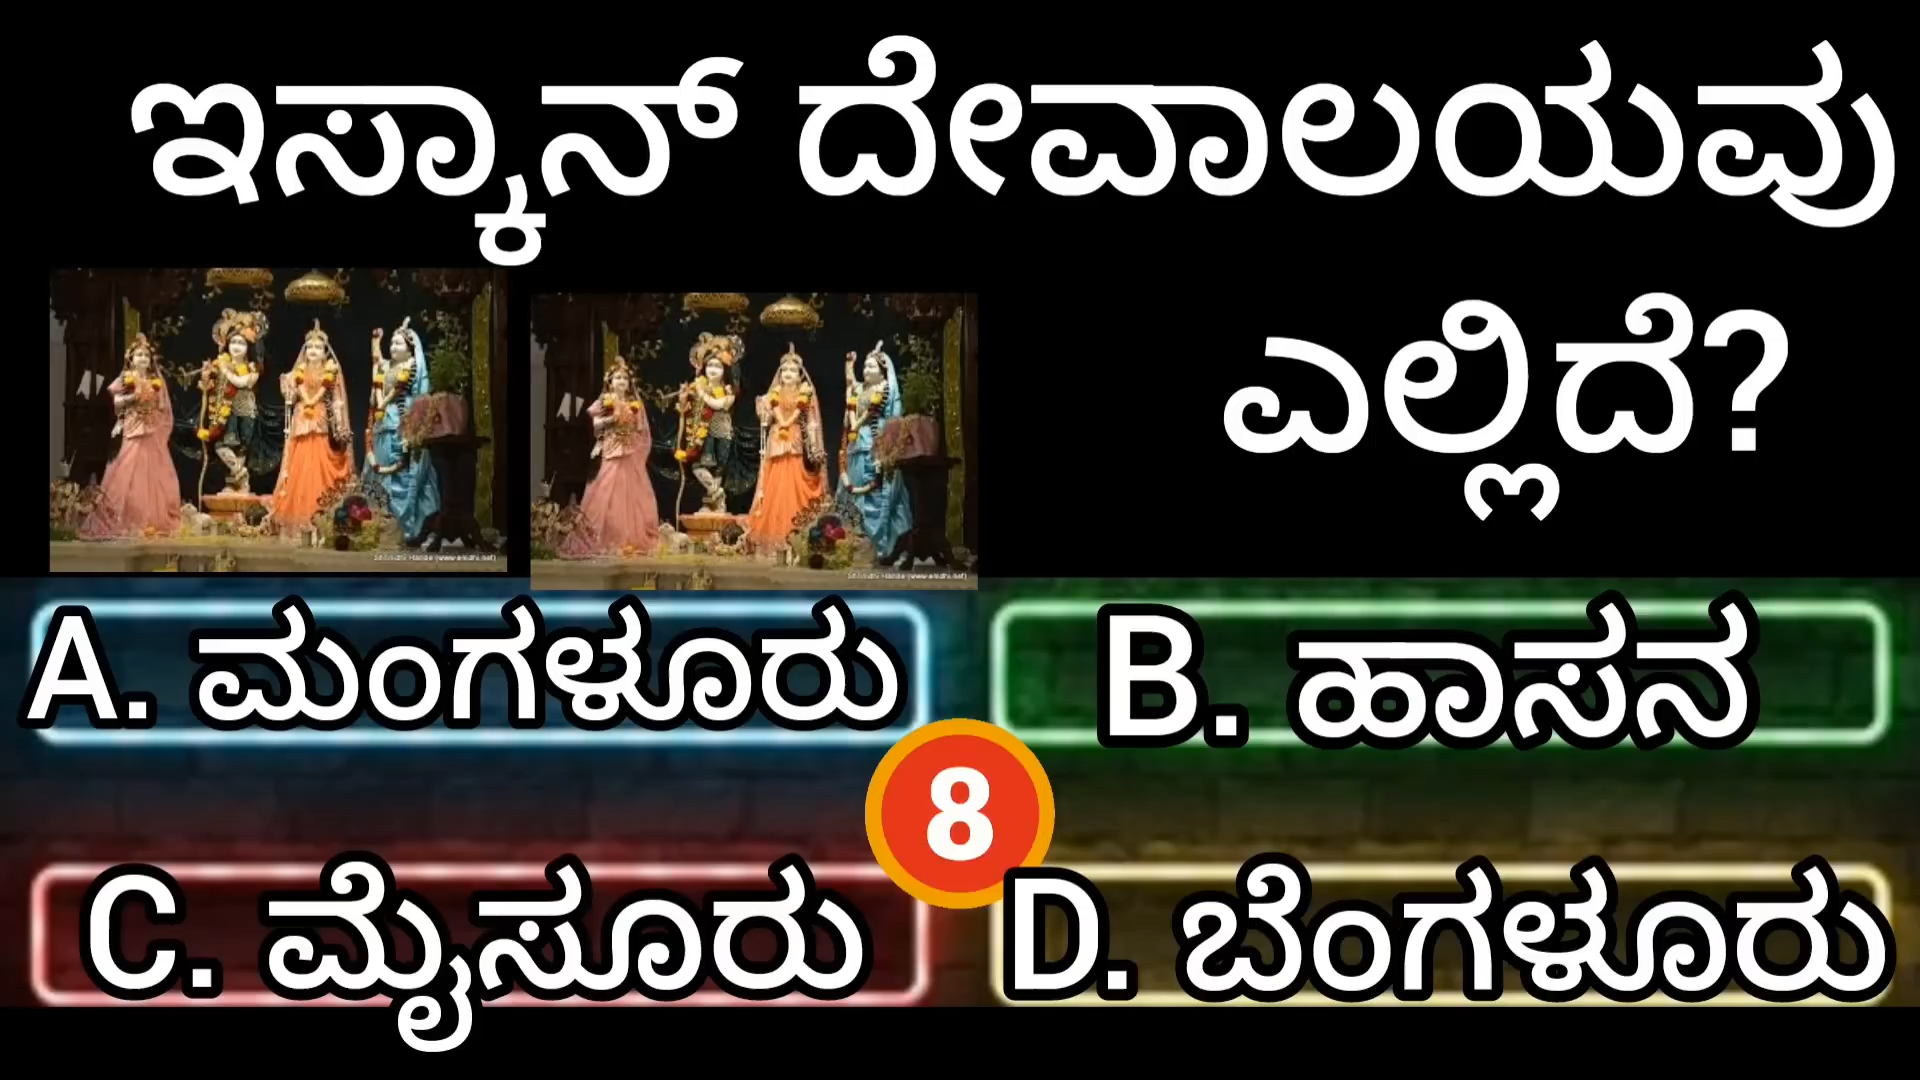 ಇಸ್ಕಾನ್ ದೇವಾಲಯವು
ಎಲ್ಲಿದೆ?
A. ಮಂಗಳೂರು
B. ಹಾಸನ
8
C. ಮೈಸೂರು
D. ಬೆಂಗಳೂರು